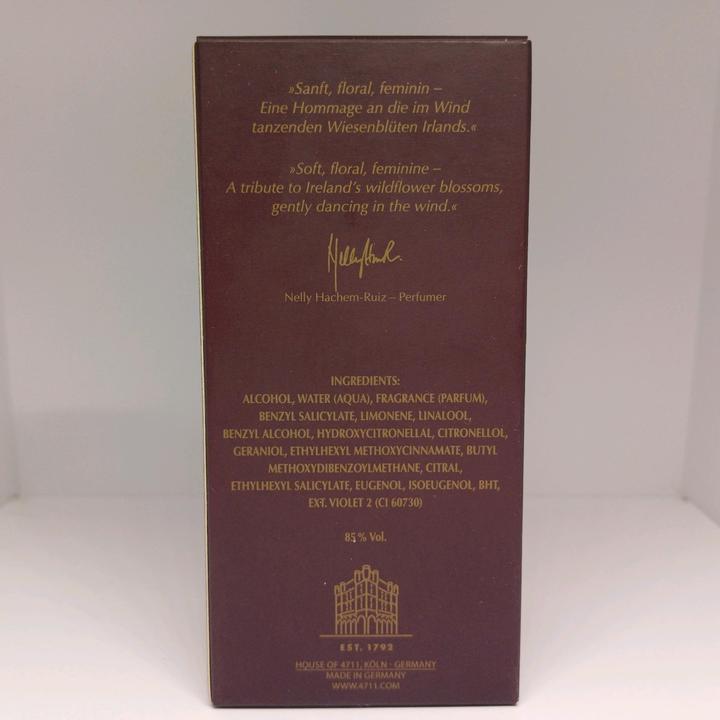 »Sanft, floral, feminin –
Eine Hommage an die im Wind
tanzenden Wiesenblüten Irlands.«
»Soft, floral, feminine –
A tribute to Ireland's wildflower blossoms,
gently dancing in the wind.«
Nelly Hachem-Ruiz – Perfumer
INGREDIENTS:
ALCOHOL, WATER (AQUA), FRAGRANCE (PARFUM),
BENZYL SALICYLATE, LIMONENE, LINALOOL,
BENZYL ALCOHOL, HYDROXYCITRONELLAL, CITRONELLOL,
GERANIOL, ETHYLHEXYL METHOXYCINNAMATE, BUTYL
METHOXYDIBENZOYLMETHANE, CITRAL,
ETHYLHEXYL SALICYLATE, EUGENOL, ISOEUGENOL, BHT,
EXT. VIOLET 2 (CI 60730)
85% Vol.
EST. 1792
HOUSE OF 4711, KÖLN · GERMANY
MADE IN GERMANY
WWW.4711.COM